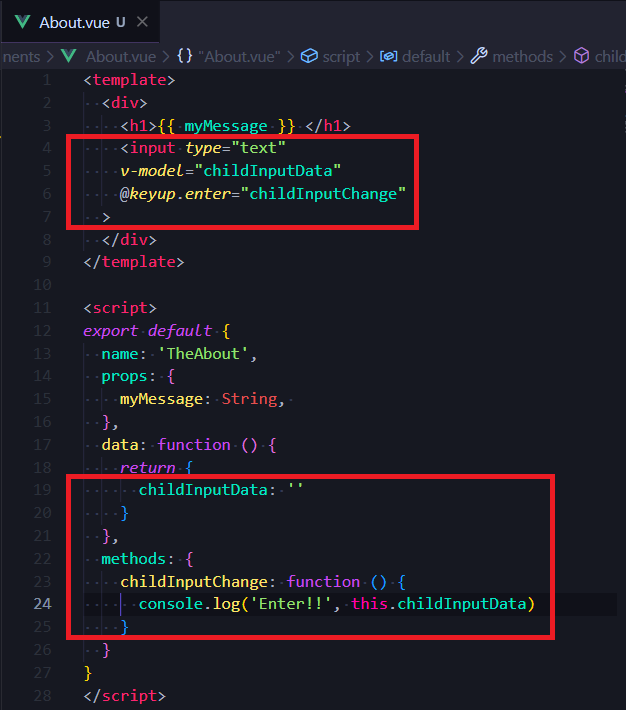 About.vue U ×
nents > About.vue > {} "About.vue" > script > default > methods > child
1 <template>
2 <div>
3 <h1>{{ myMessage }} </h1>
4 <input type="text"
5 v-model="childInputData"
6 @keyup.enter="childInputChange"
7 >
8 </div>
9 </template>
10
11 <script>
12 export default {
13 name: 'TheAbout',
14 props: {
15 myMessage: String,
16 },
17 data: function () {
18 return {
19 childInputData: ''
20 }
21 },
22 methods: {
23 childInputChange: function () {
24 console.log('Enter!!', this.childInputData)
25 }
26 }
27 }
28 </script>